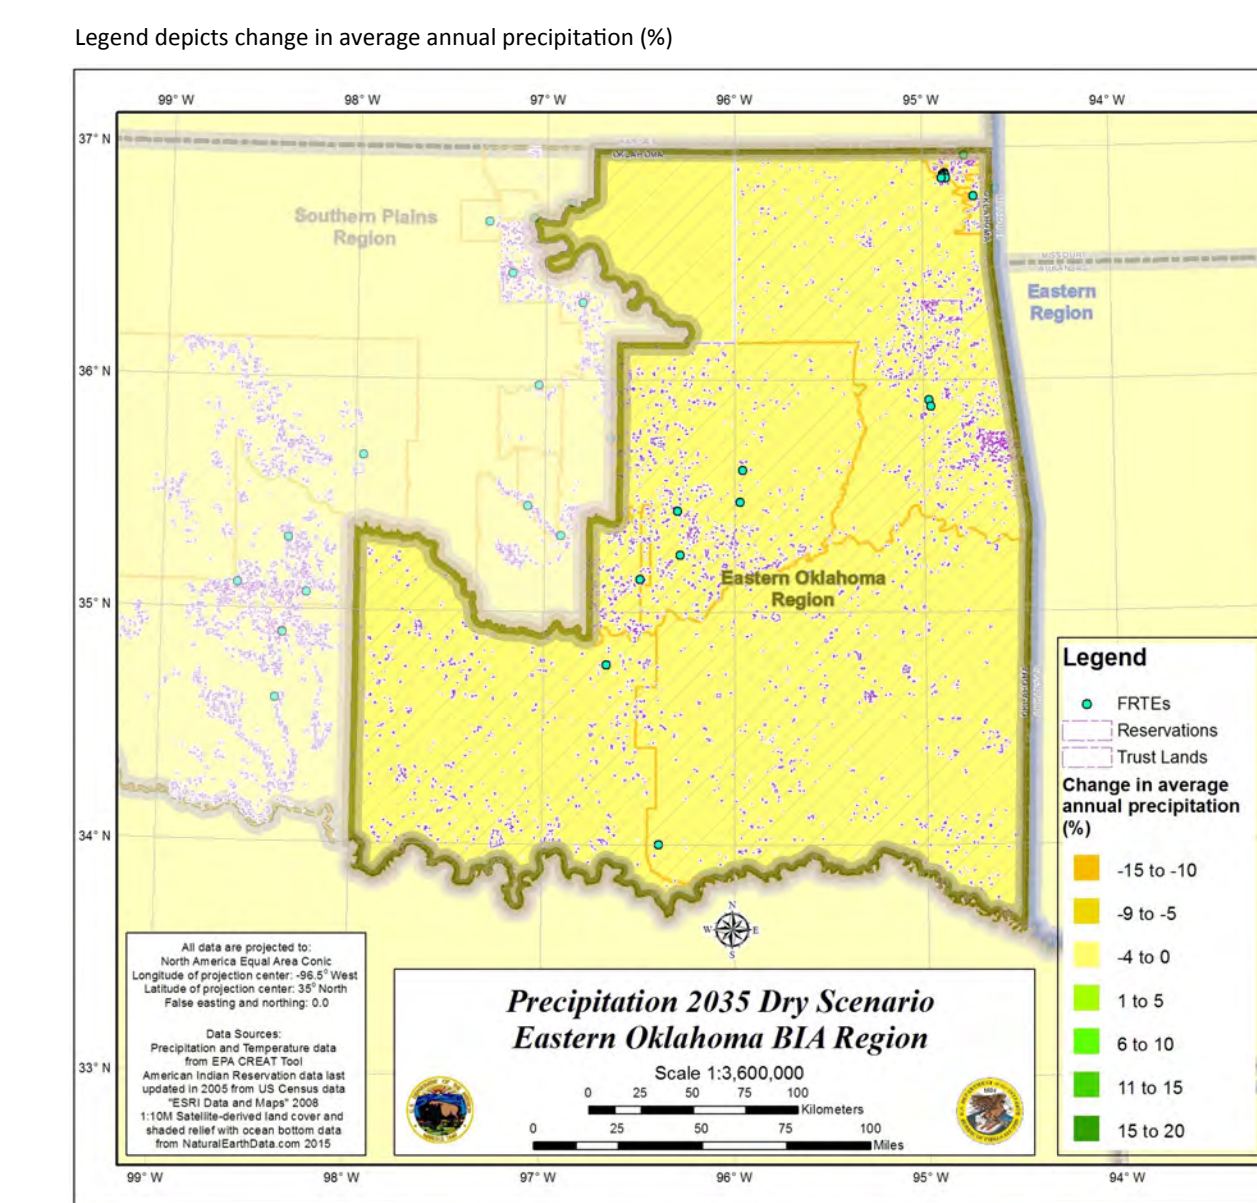 Legend depicts change in average annual precipitation (%)
99° W 98° W 97° W 96° W 95° W 94° W
37° N
OKLAHOMA
Southern Plains
Region
MISSOURI
ARKANSAS
Eastern
Region
36° N
Eastern Oklahoma
Region
35° N
34° N
33° N
Legend
FRTEs
Reservations
Trust Lands
Change in average
annual precipitation
(%)
-15 to -10
-9 to -5
-4 to 0
1 to 5
6 to 10
11 to 15
15 to 20
N
W E
S
All data are projected to:
North America Equal Area Conic
Longitude of projection center: -96.5° West
Latitude of projection center: 35° North
False easting and northing: 0.0
Data Sources:
Precipitation and Temperature data
from EPA CREAT Tool
American Indian Reservation data last
updated in 2005 from US Census data
"ESRI Data and Maps" 2008
1:10M Satellite-derived land cover and
shaded relief with ocean bottom data
from NaturalEarthData.com 2015
Precipitation 2035 Dry Scenario
Eastern Oklahoma BIA Region
Scale 1:3,600,000
0 25 50 75 100
Kilometers
0 25 50 75 100
Miles
99° W 98° W 97° W 96° W 95° W 94° W